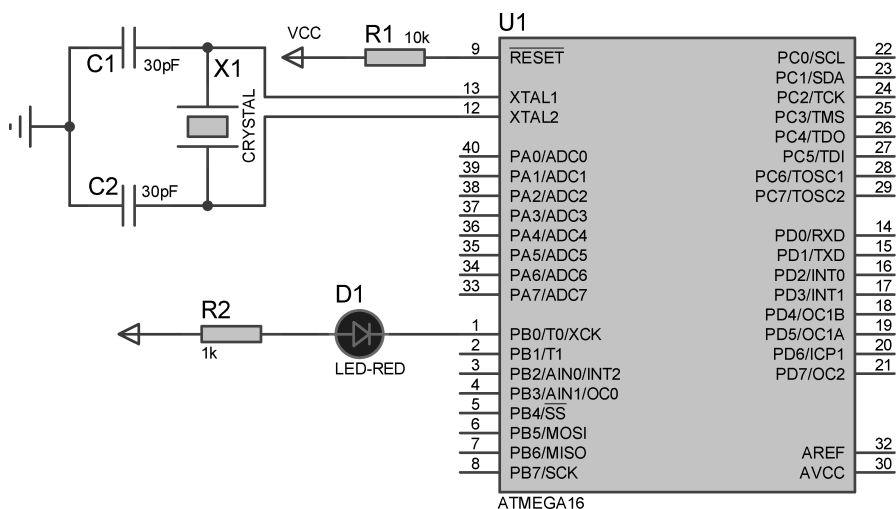 U1
VCC
R1
10k
C1
30pF
X1
CRYSTAL
C2
30pF
9 RESET
13 XTAL1
12 XTAL2
40 PA0/ADC0
39 PA1/ADC1
38 PA2/ADC2
37 PA3/ADC3
36 PA4/ADC4
35 PA5/ADC5
34 PA6/ADC6
33 PA7/ADC7
R2
1k
D1
LED-RED
1 PB0/T0/XCK
2 PB1/T1
3 PB2/AIN0/INT2
4 PB3/AIN1/OC0
5 PB4/SS
6 PB5/MOSI
7 PB6/MISO
8 PB7/SCK
PC0/SCL 22
PC1/SDA 23
PC2/TCK 24
PC3/TMS 25
PC4/TDO 26
PC5/TDI 27
PC6/TOSC1 28
PC7/TOSC2 29
PD0/RXD 14
PD1/TXD 15
PD2/INT0 16
PD3/INT1 17
PD4/OC1B 18
PD5/OC1A 19
PD6/ICP1 20
PD7/OC2 21
AREF 32
AVCC 30
ATMEGA16